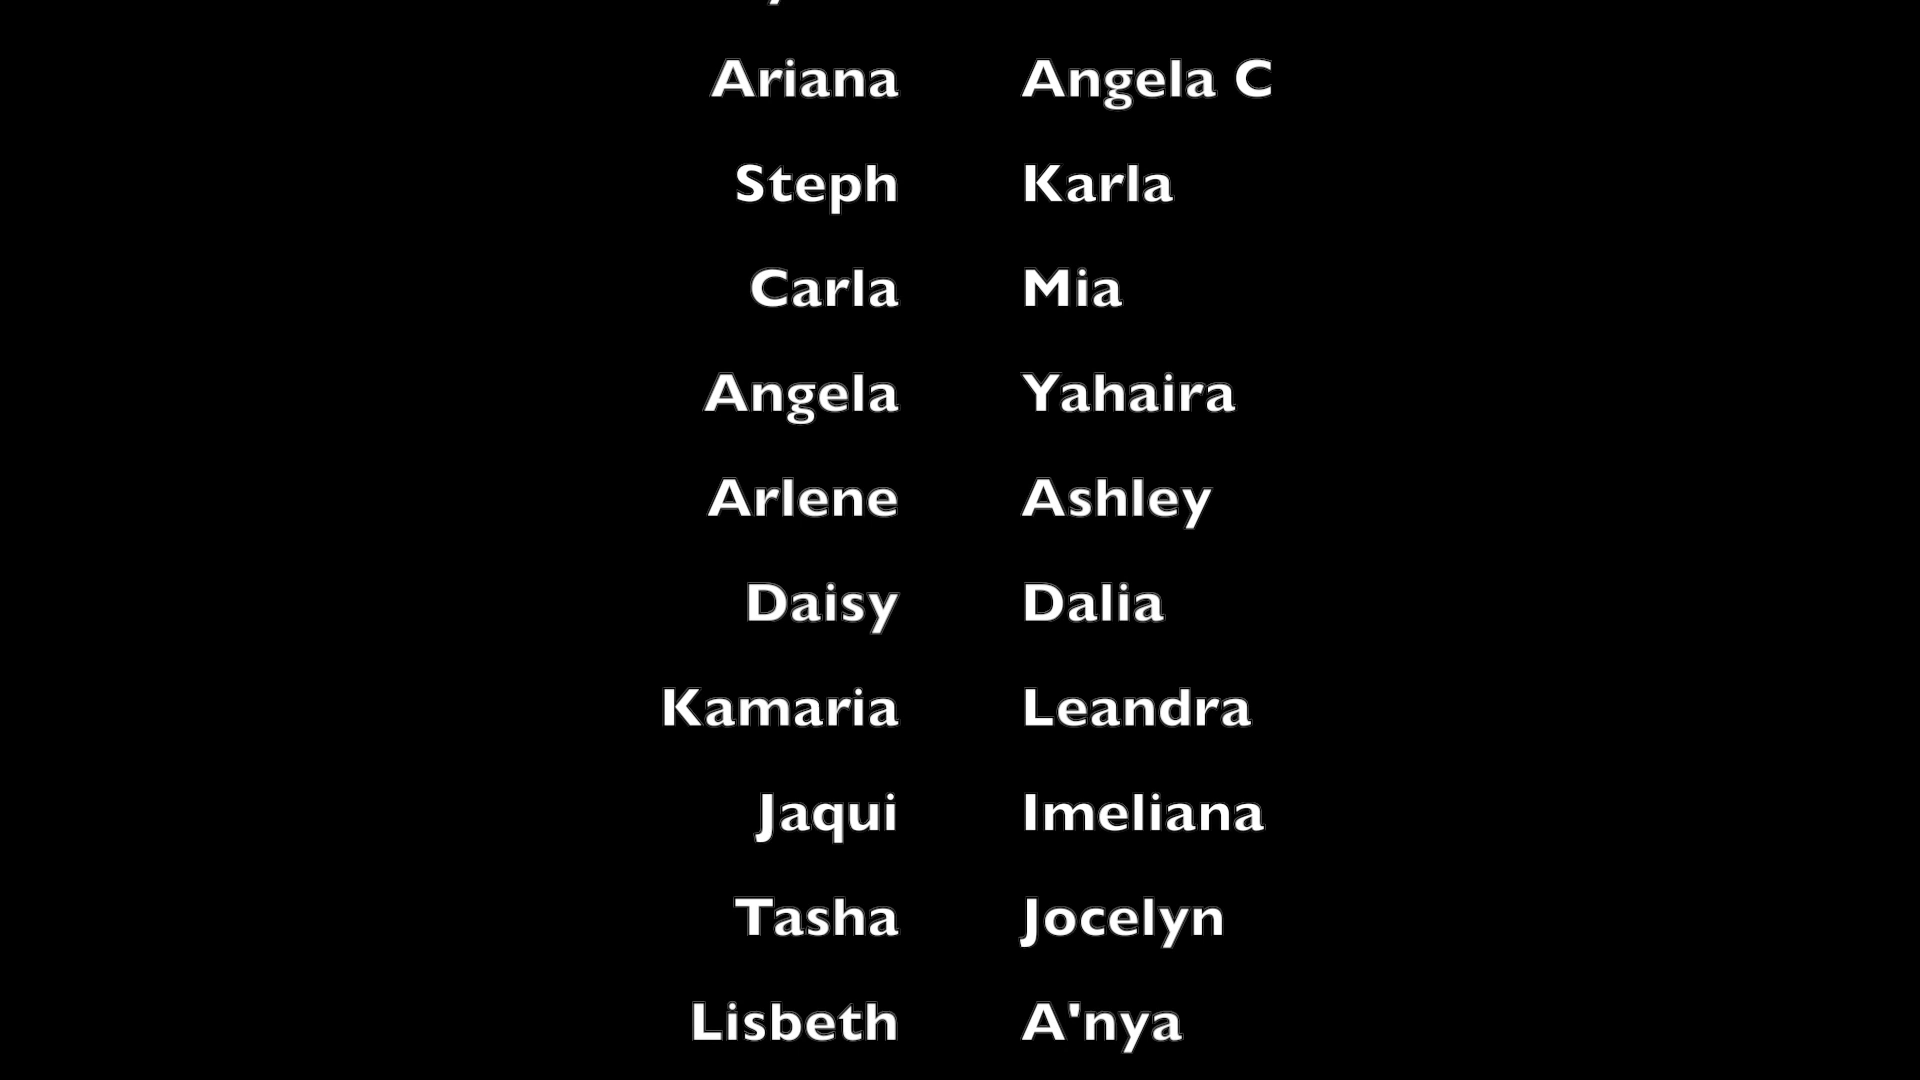 Ariana Angela C
Steph Karla
Carla Mia
Angela Yahaira
Arlene Ashley
Daisy Dalia
Kamaria Leandra
Jaqui Imeliana
Tasha Jocelyn
Lisbeth A'nya